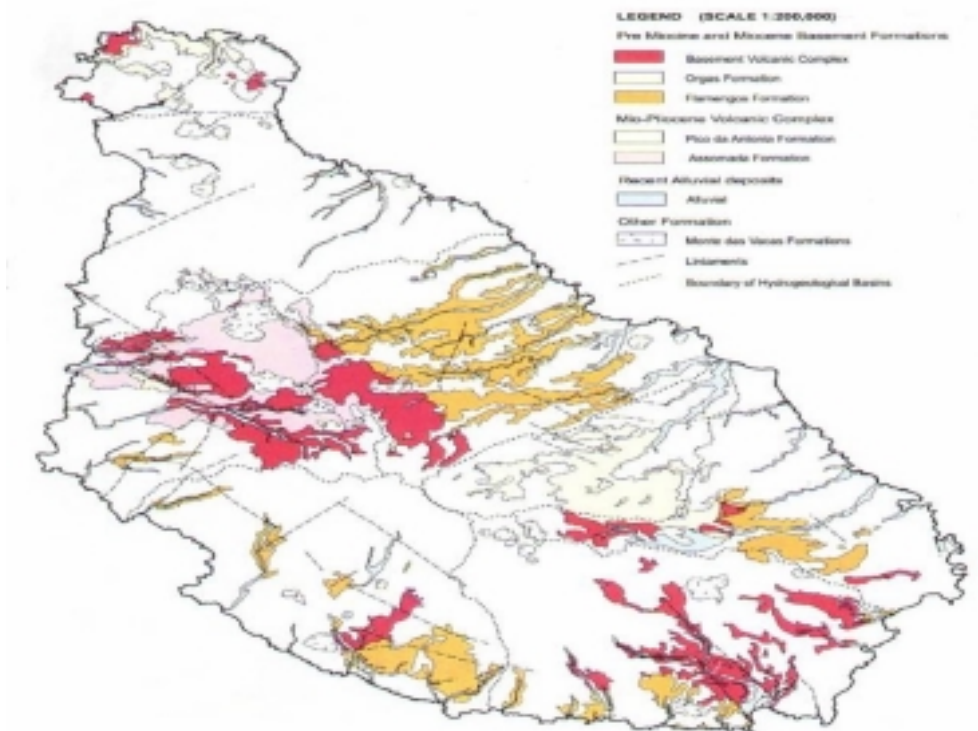 LEGEND (SCALE 1:200,000)
Pre Miocene and Miocene Basement Formations
Basement Volcanic Complex
Orgas Formation
Flamengos Formation
Mio-Pliocene Volcanic Complex
Pico da Antonia Formation
Assomada Formation
Recent Alluvial deposits
Alluvial
Other Formation
Monte das Vacas Formations
Liniaments
Boundary of Hydrogeological Basins